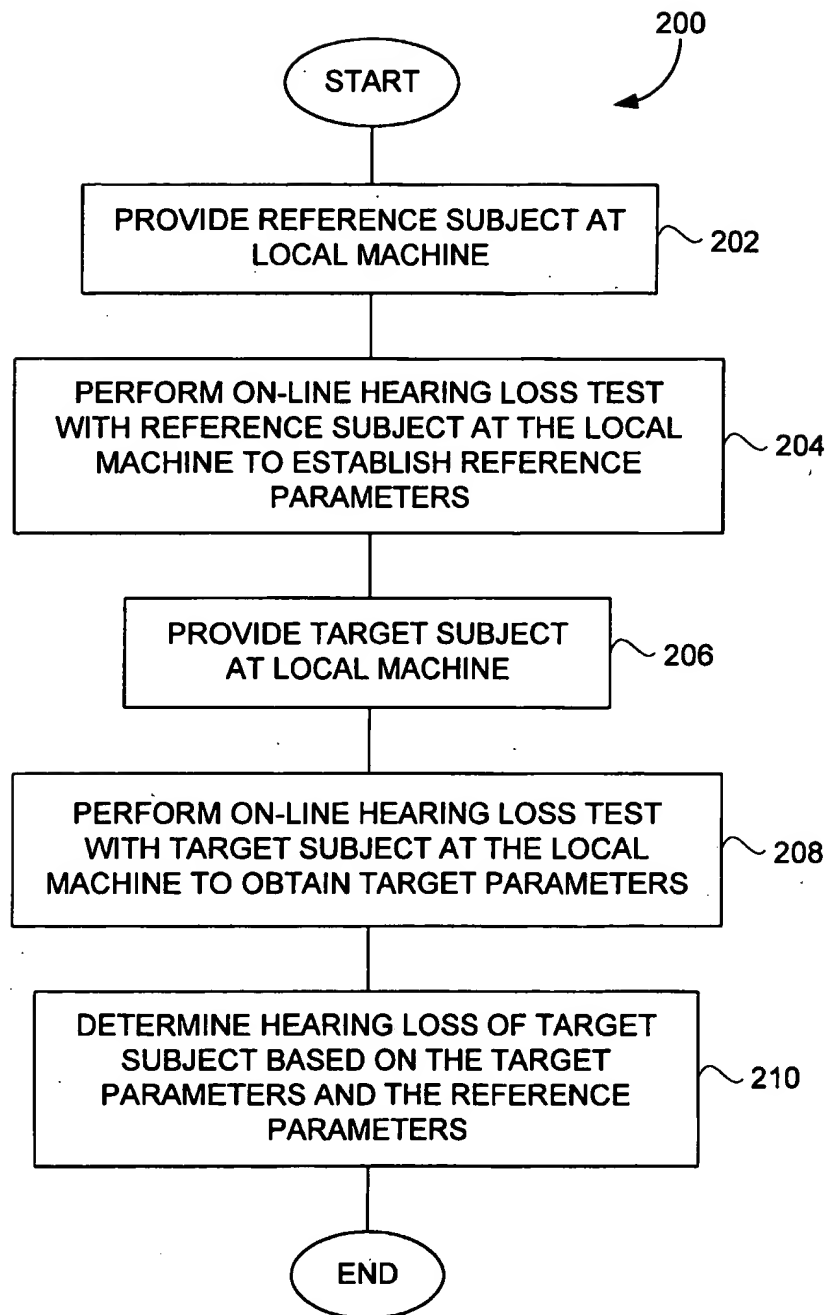 200
START
PROVIDE REFERENCE SUBJECT AT
LOCAL MACHINE
202
PERFORM ON-LINE HEARING LOSS TEST
WITH REFERENCE SUBJECT AT THE LOCAL
MACHINE TO ESTABLISH REFERENCE
PARAMETERS
204
PROVIDE TARGET SUBJECT
AT LOCAL MACHINE
206
PERFORM ON-LINE HEARING LOSS TEST
WITH TARGET SUBJECT AT THE LOCAL
MACHINE TO OBTAIN TARGET PARAMETERS
208
DETERMINE HEARING LOSS OF TARGET
SUBJECT BASED ON THE TARGET
PARAMETERS AND THE REFERENCE
PARAMETERS
210
END